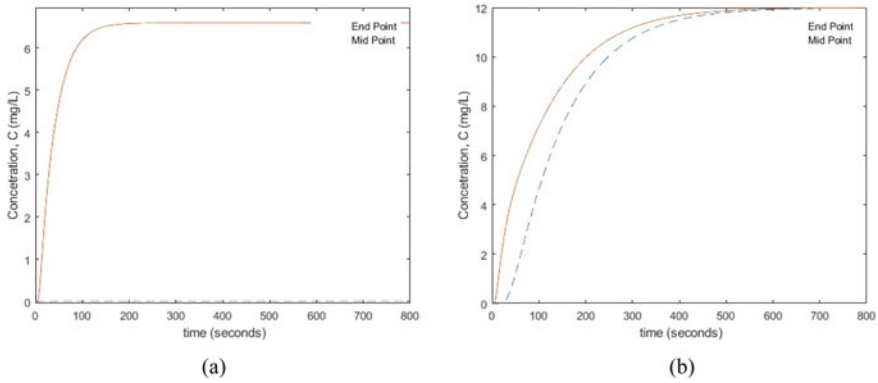 End Point
Mid Point
6
5
4
3
2
1
0
Concetration, C (mg/L)
0 100 200 300 400 500 600 700 800
time (seconds)
(a)
End Point
Mid Point
12
10
8
6
4
2
0
Concetration, C (mg/L)
0 100 200 300 400 500 600 700 800
time (seconds)
(b)